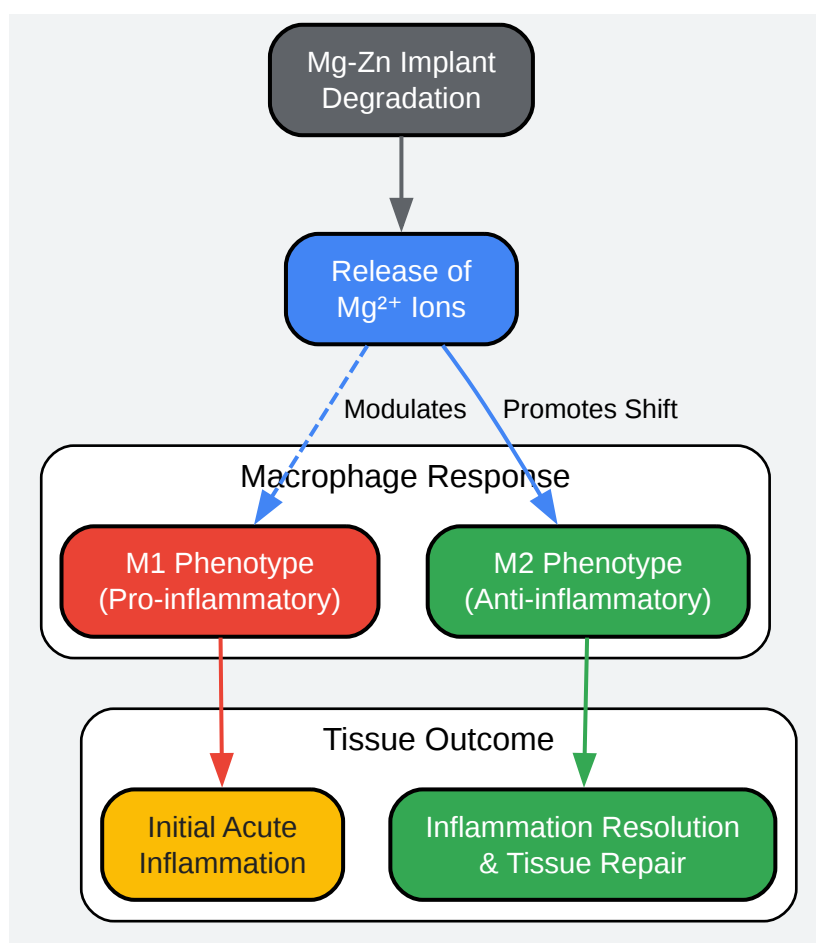 Mg-Zn Implant
Degradation
Release of
Mg²⁺ Ions
Modulates
Promotes Shift
Macrophage Response
M1 Phenotype
(Pro-inflammatory)
M2 Phenotype
(Anti-inflammatory)
Tissue Outcome
Initial Acute
Inflammation
Inflammation Resolution
& Tissue Repair